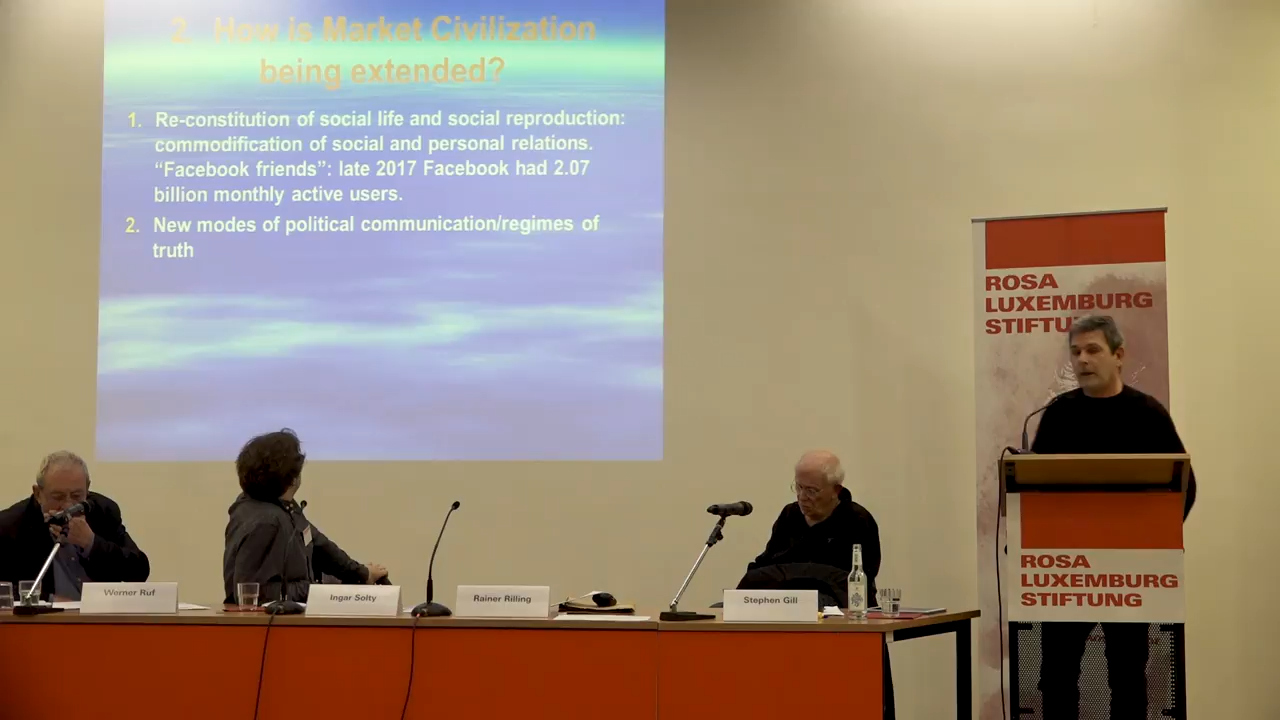 2. How is Market Civilization
being extended?
1. Re-constitution of social life and social reproduction:
commodification of social and personal relations.
“Facebook friends”: late 2017 Facebook had 2.07
billion monthly active users.
2. New modes of political communication/regimes of
truth
ROSA
LUXEMBURG
STIFTU
Werner Ruf
Ingar Solty
Rainer Rilling
Stephen Gill
ROSA
LUXEMBURG
STIFTUNG